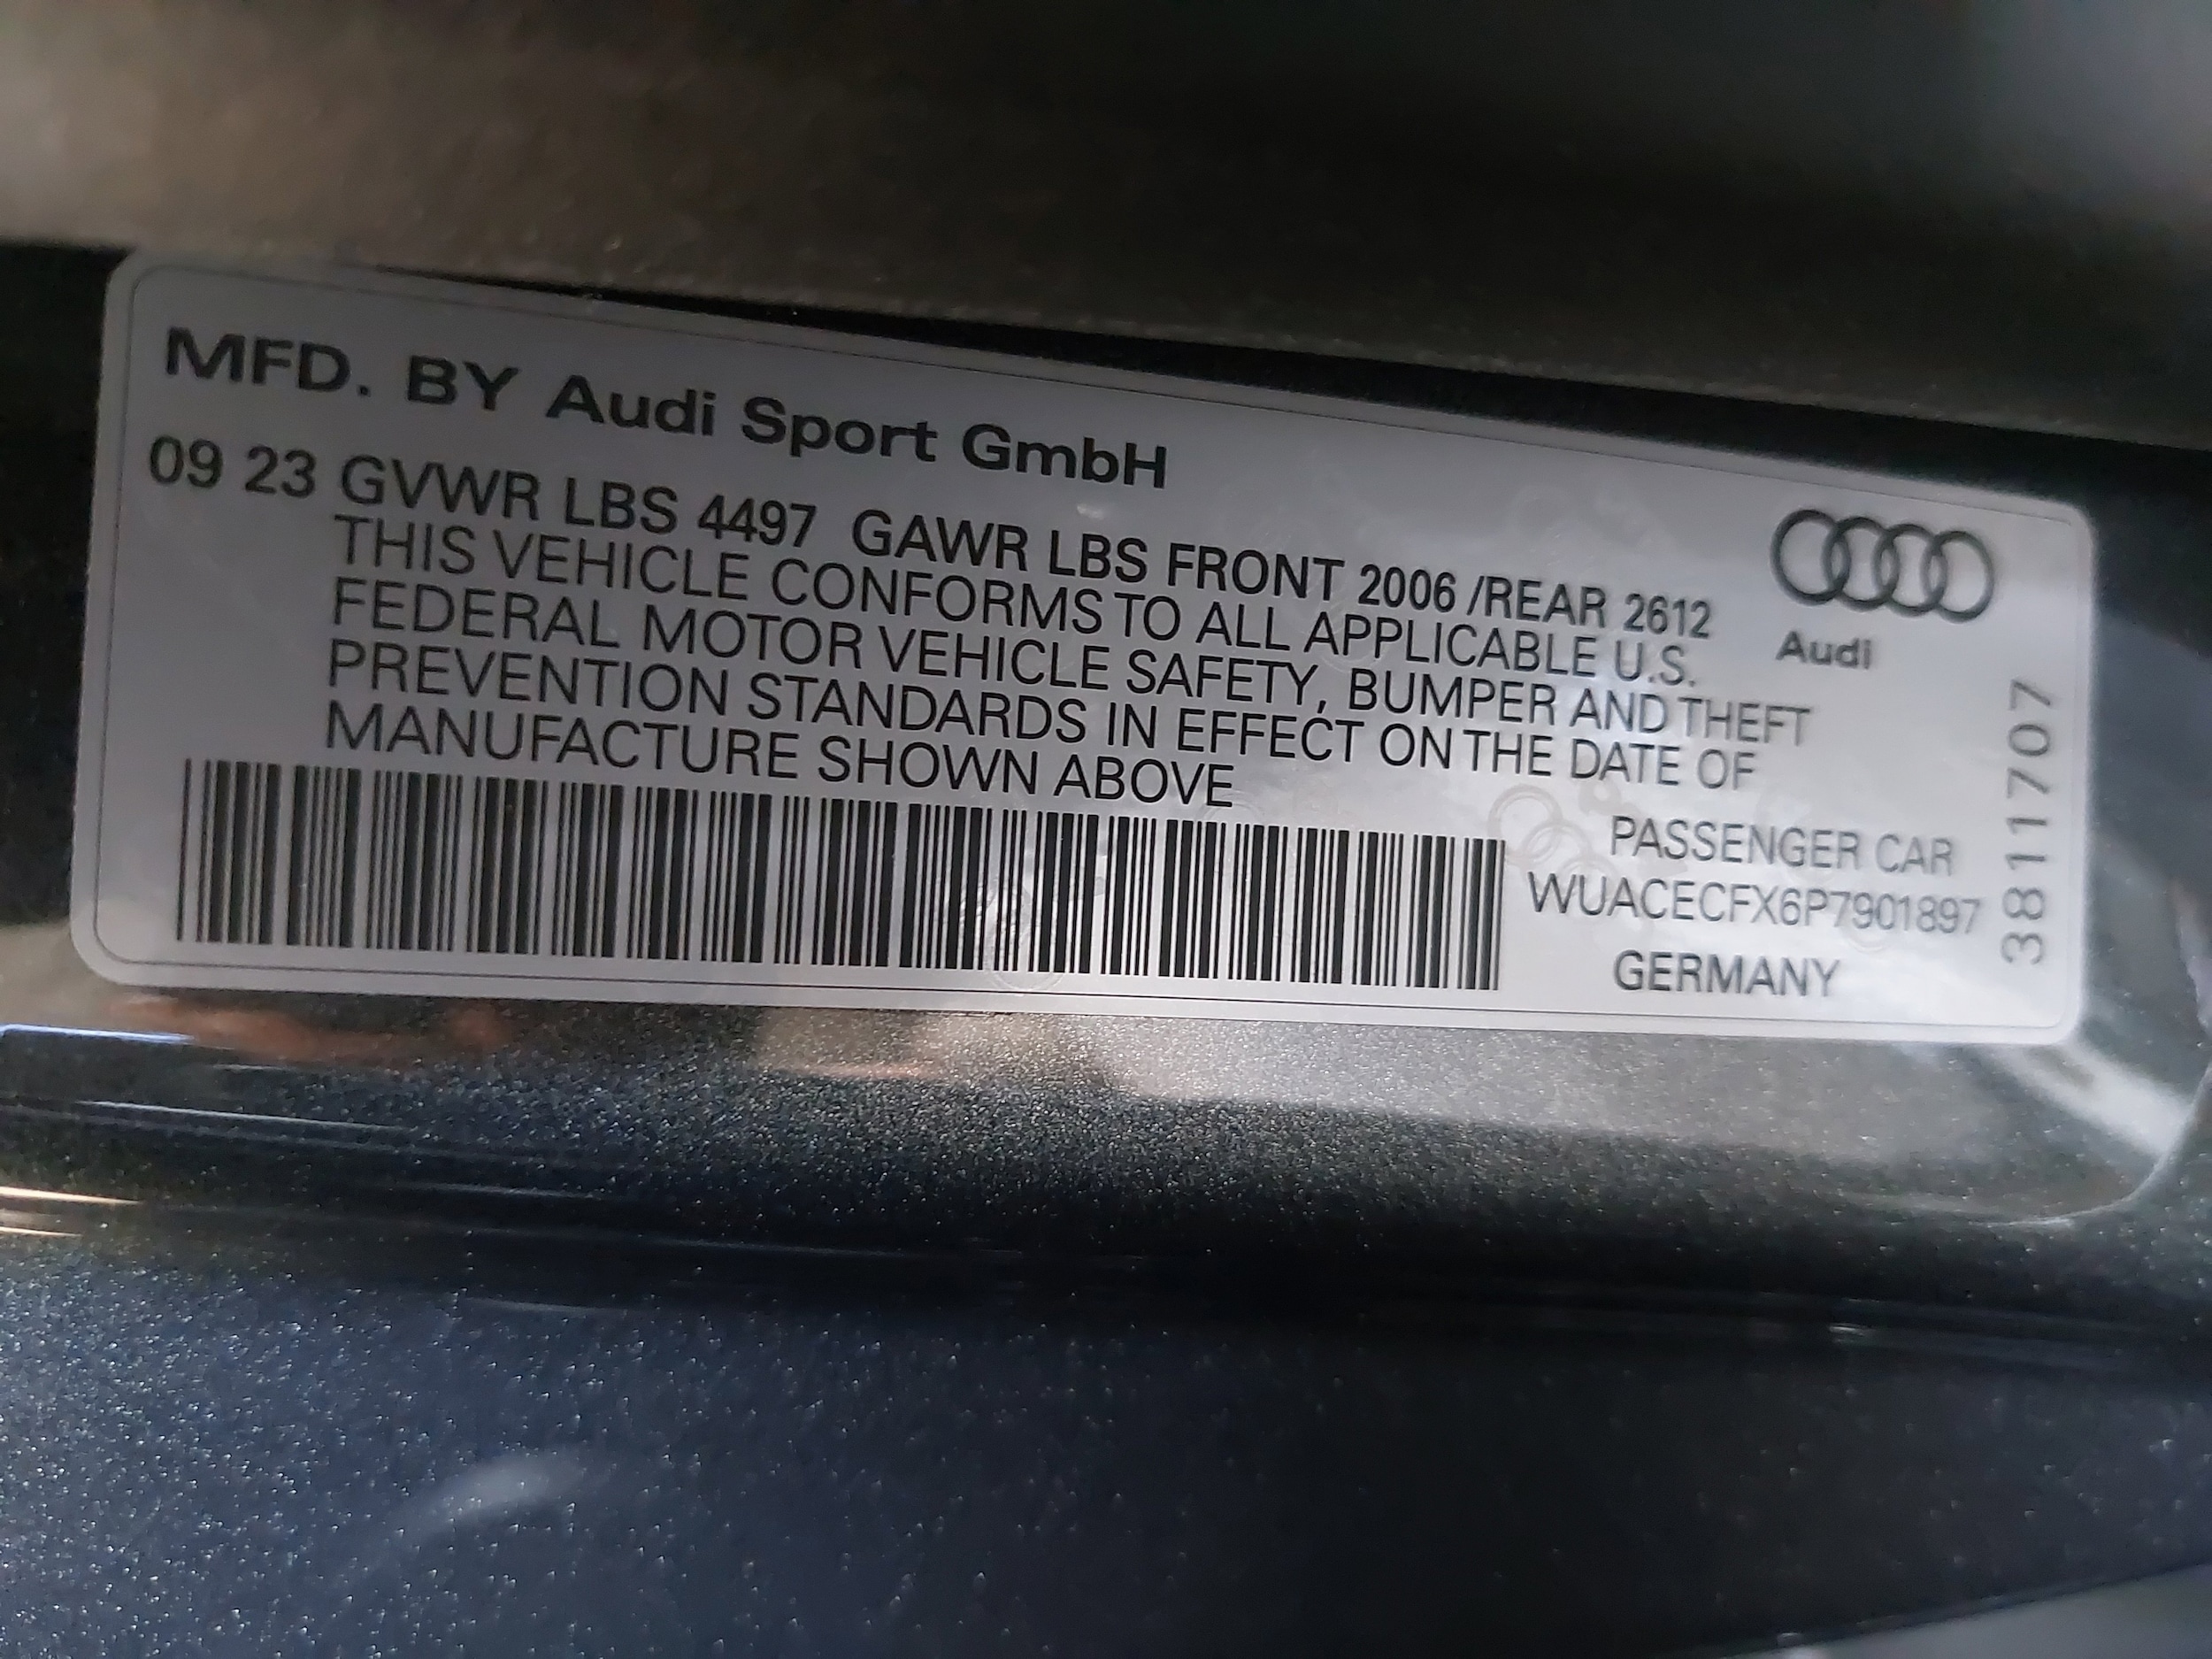 MFD. BY Audi Sport GmbH
09 23 GVWR LBS 4497 GAWR LBS FRONT 2006 /REAR 2612
THIS VEHICLE CONFORMS TO ALL APPLICABLE U.S.
FEDERAL MOTOR VEHICLE SAFETY, BUMPER AND THEFT
PREVENTION STANDARDS IN EFFECT ON THE DATE OF
MANUFACTURE SHOWN ABOVE
Audi
PASSENGER CAR
WUACECFX6P7901897
GERMANY
3811707